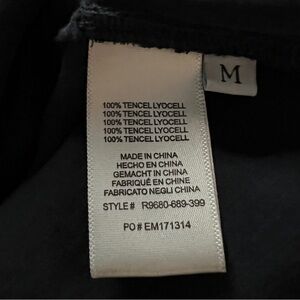 M
100% TENCEL LYOCELL
100% TENCEL LYOCELL
100% TENCEL LYOCELL
100% TENCEL LYOCELL
100% TENCEL LYOCELL
MADE IN CHINA
HECHO EN CHINA
GEMACHT IN CHINA
FABRIQUÉ EN CHINE
FABRICATO NEGLI CHINA
STYLE # R9680-689-399
PO# EM171314